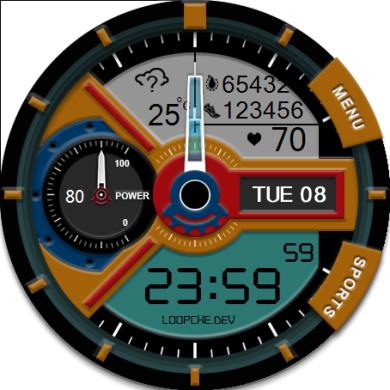 ?
65432
25°c
123456
70
MENU
100
80
POWER
0
TUE 08
59
23:59
LOOPCHE.DEV
SPORTS